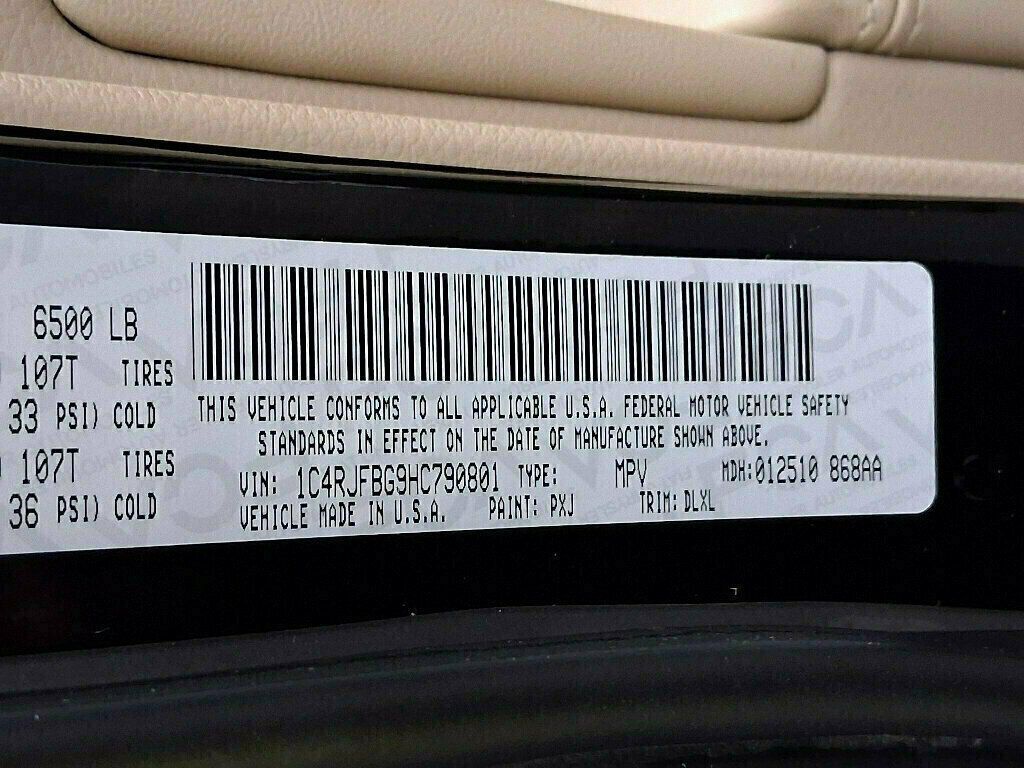 6500 LB
107T TIRES
33 PSI) COLD
107T TIRES
36 PSI) COLD
THIS VEHICLE CONFORMS TO ALL APPLICABLE U.S.A. FEDERAL MOTOR VEHICLE SAFETY
STANDARDS IN EFFECT ON THE DATE OF MANUFACTURE SHOWN ABOVE.
VIN: 1C4RJFBG9HC790801 TYPE: MPV MDH:012510 868AA
VEHICLE MADE IN U.S.A. PAINT: PXJ TRIM: DLXL